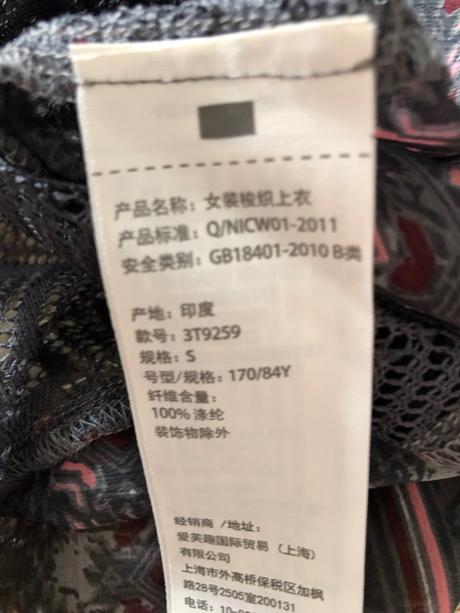 产品名称：女装梭织上衣
产品标准：Q/NICW01-2011
安全类别：GB18401-2010 B类
产地：印度
款号：3T9259
规格：S
号型/规格：170/84Y
纤维含量：
100% 涤纶
装饰物除外
经销商 /地址：
爱芙趣国际贸易（上海）
有限公司
上海市外高桥保税区加枫
路28号2505室200131
电话：10-